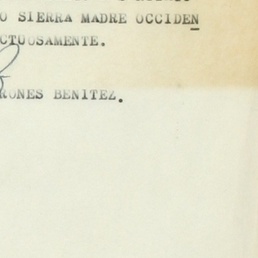 O SIERRA MADRE OCCIDEN
CTUOSAMENTE.
RONES BENITEZ.